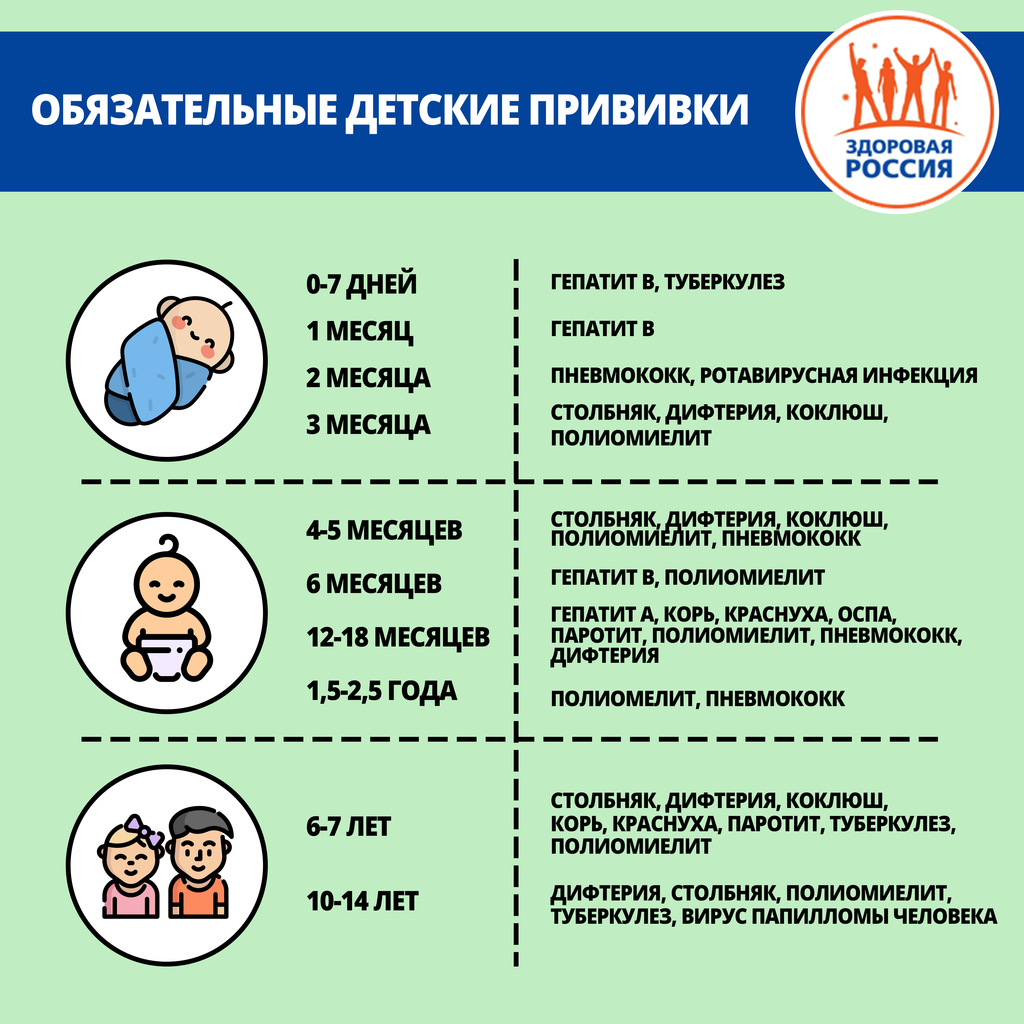 ОБЯЗАТЕЛЬНЫЕ ДЕТСКИЕ ПРИВИВКИ
ЗДОРОВАЯ
РОССИЯ
0-7 ДНЕЙ
ГЕПАТИТ В, ТУБЕРКУЛЕЗ
1 МЕСЯЦ
ГЕПАТИТ В
2 МЕСЯЦА
ПНЕВМОКОКК, РОТАВИРУСНАЯ ИНФЕКЦИЯ
3 МЕСЯЦА
СТОЛБНЯК, ДИФТЕРИЯ, КОКЛЮШ,
ПОЛИОМИЕЛИТ
4-5 МЕСЯЦЕВ
СТОЛБНЯК, ДИФТЕРИЯ, КОКЛЮШ,
ПОЛИОМИЕЛИТ, ПНЕВМОКОКК
6 МЕСЯЦЕВ
ГЕПАТИТ В, ПОЛИОМИЕЛИТ
12-18 МЕСЯЦЕВ
ГЕПАТИТ А, КОРЬ, КРАСНУХА, ОСПА,
ПАРОТИТ, ПОЛИОМИЕЛИТ, ПНЕВМОКОКК,
ДИФТЕРИЯ
1,5-2,5 ГОДА
ПОЛИОМЕЛИТ, ПНЕВМОКОКК
6-7 ЛЕТ
СТОЛБНЯК, ДИФТЕРИЯ, КОКЛЮШ,
КОРЬ, КРАСНУХА, ПАРОТИТ, ТУБЕРКУЛЕЗ,
ПОЛИОМИЕЛИТ
10-14 ЛЕТ
ДИФТЕРИЯ, СТОЛБНЯК, ПОЛИОМИЕЛИТ,
ТУБЕРКУЛЕЗ, ВИРУС ПАПИЛЛОМЫ ЧЕЛОВЕКА